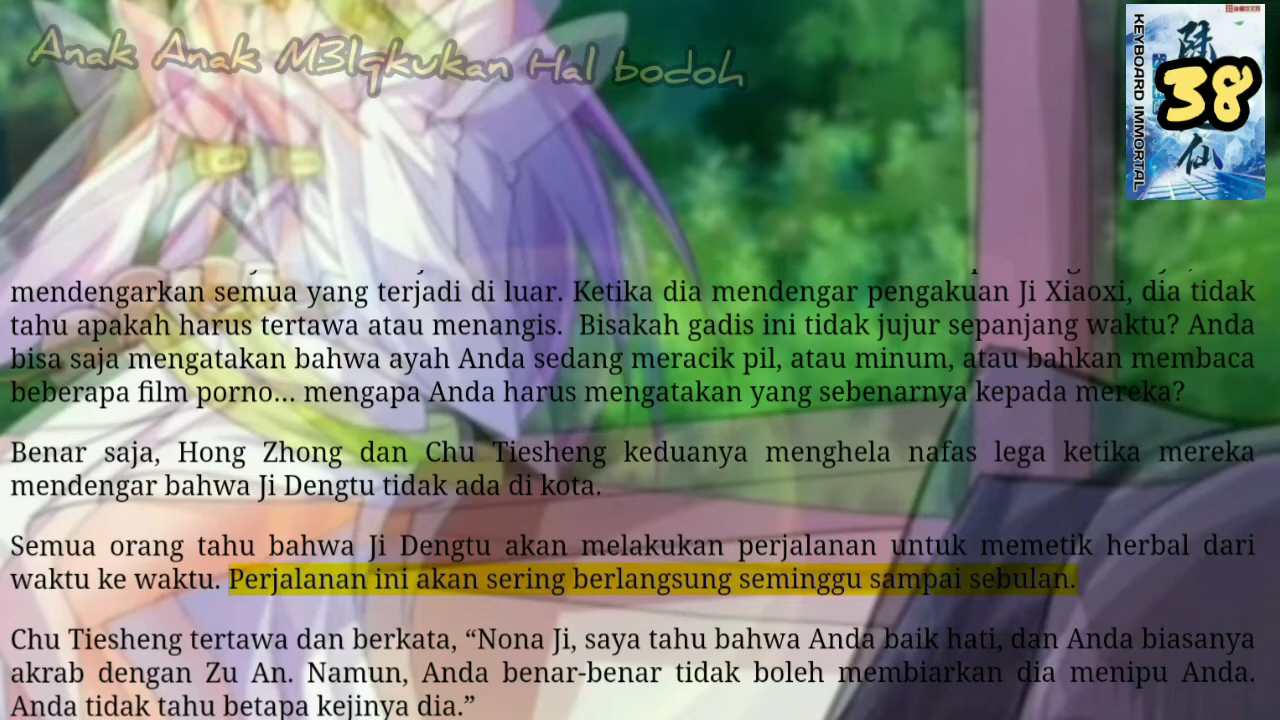 Anak Anak M3lqkukan Hal bodoh
KEYBOARD IMMORTAL
38
仙
mendengarkan semua yang terjadi di luar. Ketika dia mendengar pengakuan Ji Xiaoxi, dia tidak
tahu apakah harus tertawa atau menangis. Bisakah gadis ini tidak jujur sepanjang waktu? Anda
bisa saja mengatakan bahwa ayah Anda sedang meracik pil, atau minum, atau bahkan membaca
beberapa film porno... mengapa Anda harus mengatakan yang sebenarnya kepada mereka?
Benar saja, Hong Zhong dan Chu Tiesheng keduanya menghela nafas lega ketika mereka
mendengar bahwa Ji Dengtu tidak ada di kota.
Semua orang tahu bahwa Ji Dengtu akan melakukan perjalanan untuk memetik herbal dari
waktu ke waktu. Perjalanan ini akan sering berlangsung seminggu sampai sebulan.
Chu Tiesheng tertawa dan berkata, “Nona Ji, saya tahu bahwa Anda baik hati, dan Anda biasanya
akrab dengan Zu An. Namun, Anda benar-benar tidak boleh membiarkan dia menipu Anda.
Anda tidak tahu betapa kejinya dia.”